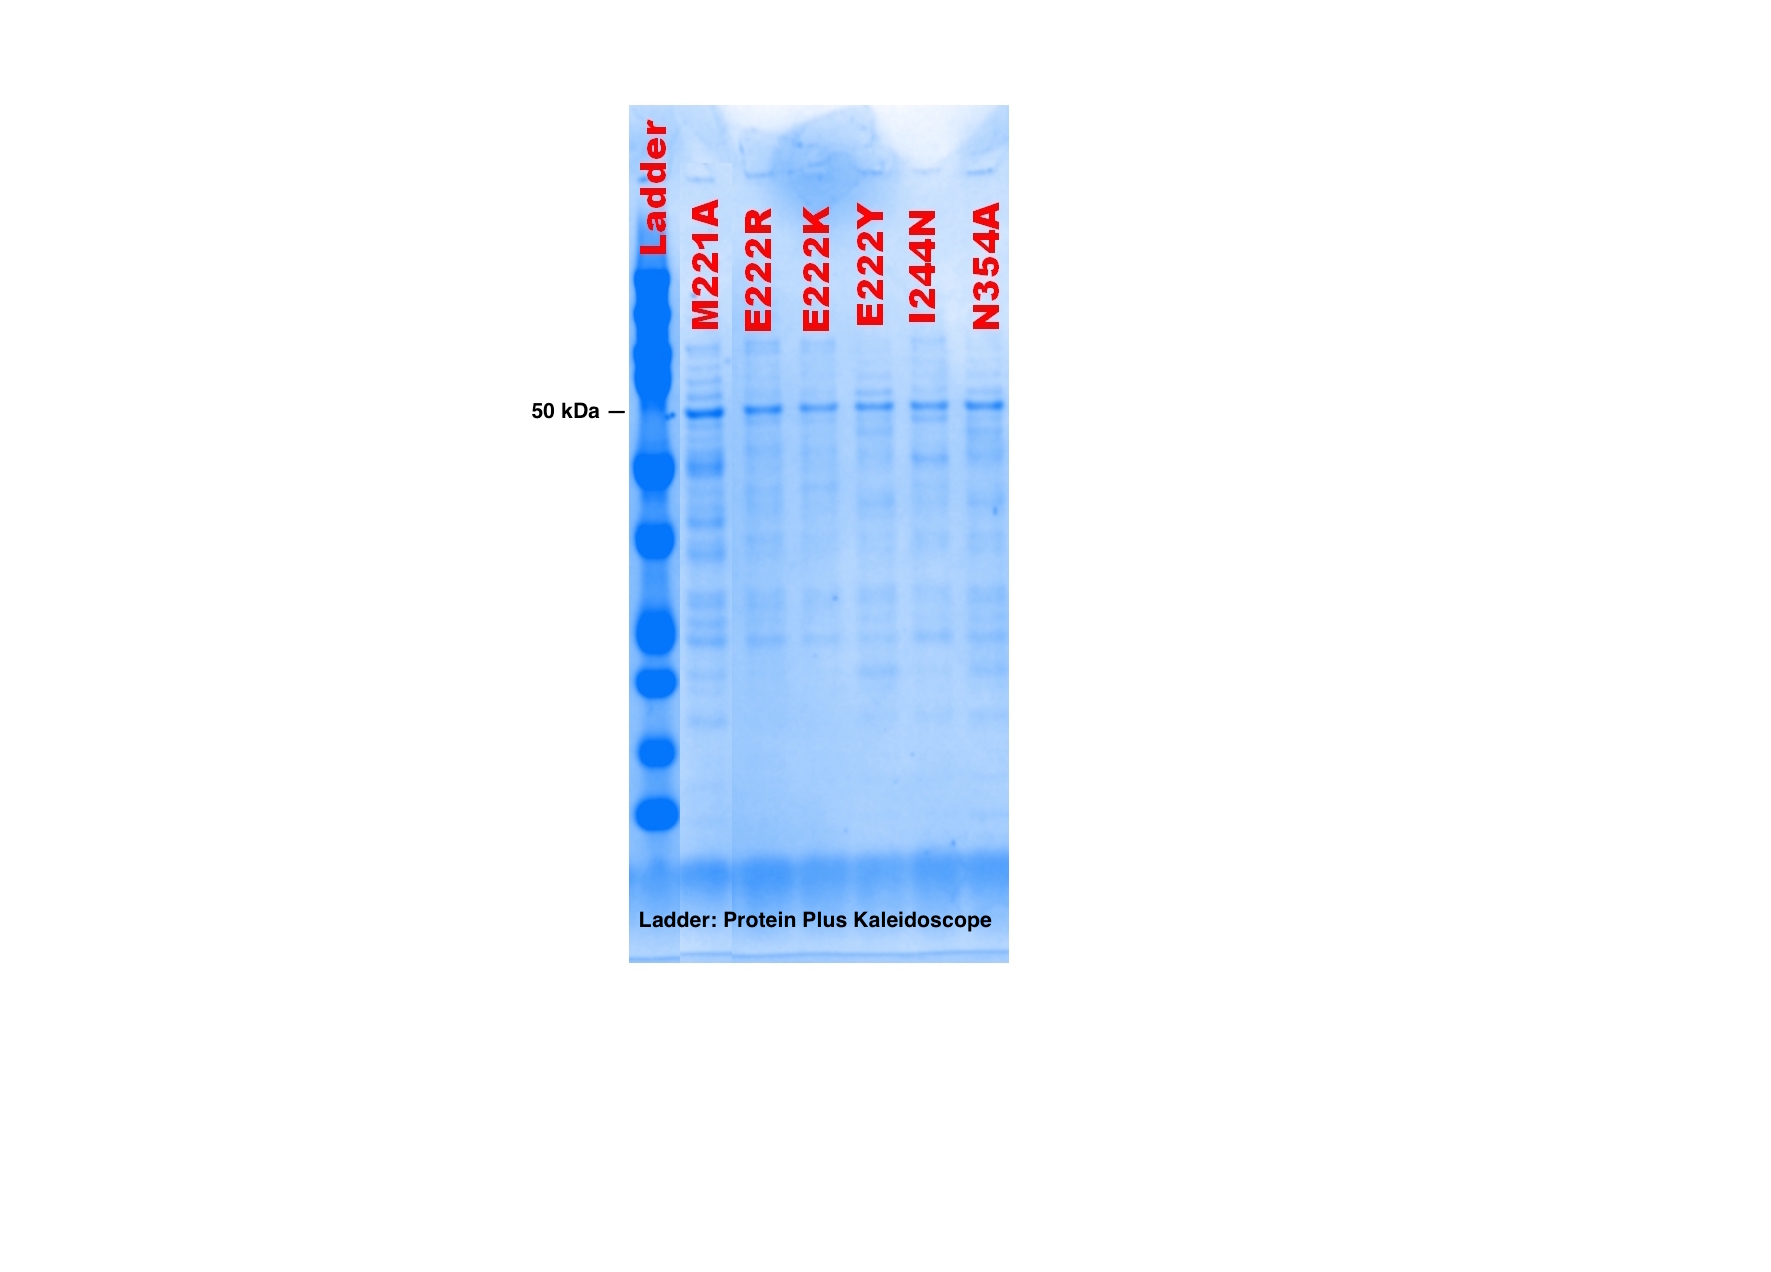 Ladder
M221A
E222R
E222K
E222Y
I244N
N354A
50 kDa –
Ladder: Protein Plus Kaleidoscope